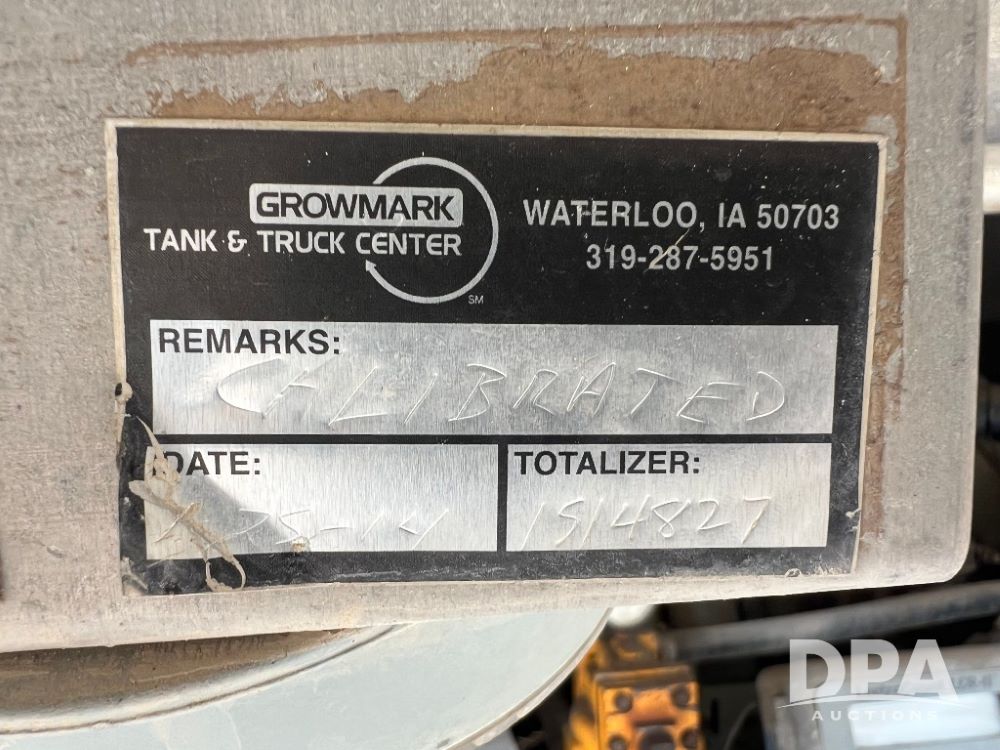 GROWMARK
TANK & TRUCK CENTER
SM
WATERLOO, IA 50703
319-287-5951
REMARKS:
CALIBRATED
DATE:
TOTALIZER:
1514827
DPA
AUCTIONS